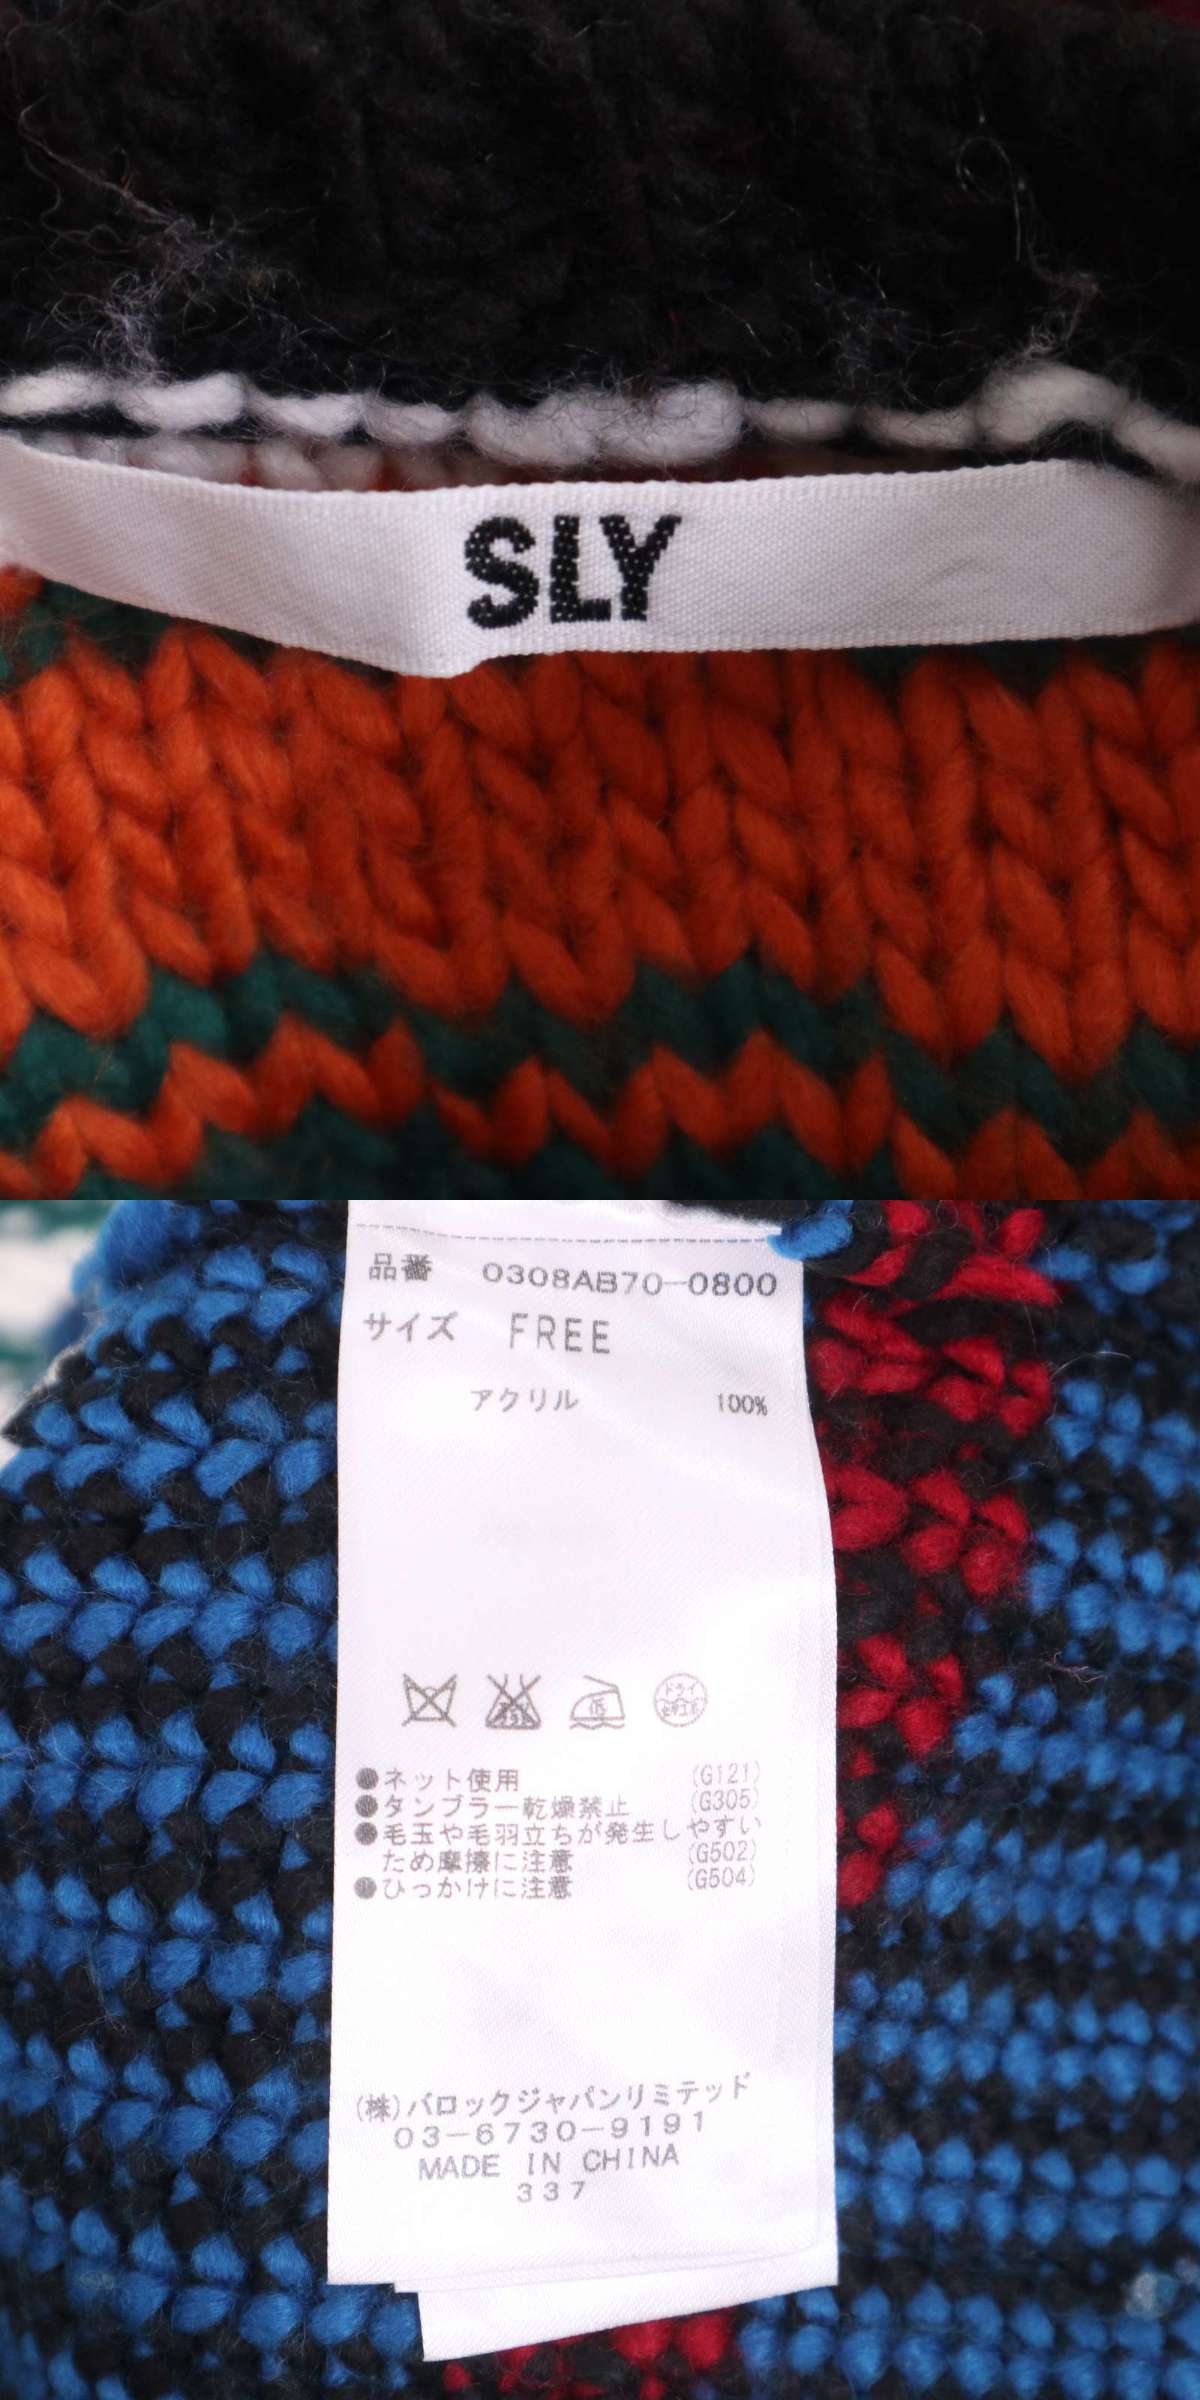 SLY
品番 0308AB70-0800
サイズ FREE
アクリル 100%
低
ドライ
●ネット使用 (G121)
●タンブラー乾燥禁止 (G305)
●毛玉や毛羽立ちが発生しやすい
ため摩擦に注意 (G502)
●ひっかけに注意 (G504)
(株)バロックジャパンリミテッド
03-6730-9191
MADE IN CHINA
337